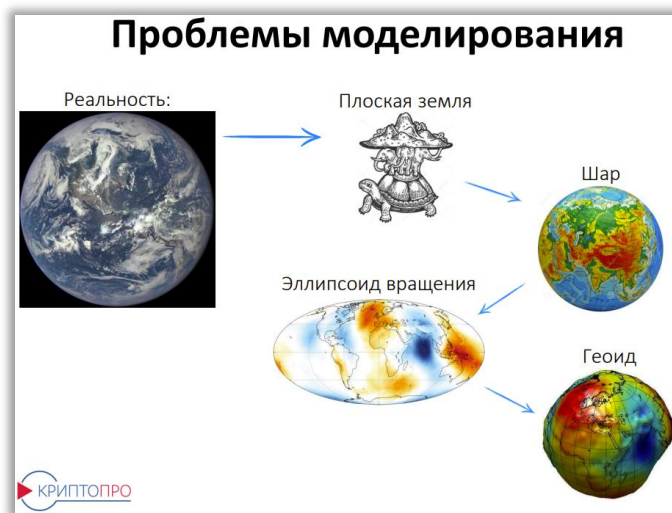 Проблемы моделирования
Реальность:
Плоская земля
Шар
Эллипсоид вращения
Геоид
КРИПТОПРО